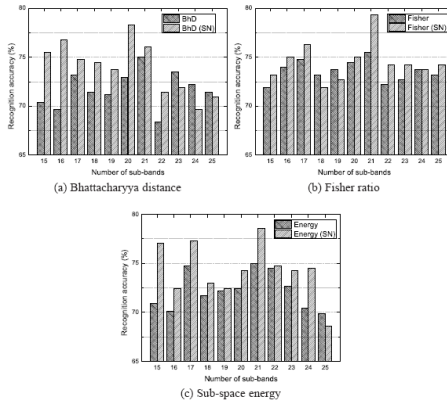 80
75
70
65
Recognition accuracy (%)
BhD
BhD (SN)
15 16 17 18 19 20 21 22 23 24 25
Number of sub-bands
(a) Bhattacharyya distance
80
75
70
65
Recognition accuracy (%)
Fisher
Fisher (SN)
15 16 17 18 19 20 21 22 23 24 25
Number of sub-bands
(b) Fisher ratio
80
75
70
65
Recognition accuracy (%)
Energy
Energy (SN)
15 16 17 18 19 20 21 22 23 24 25
Number of sub-bands
(c) Sub-space energy